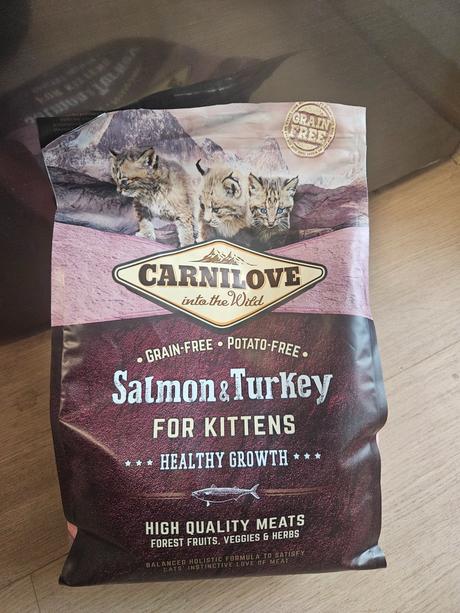 GRAIN
FREE
CARNILOVE
into the Wild
• GRAIN-FREE • POTATO-FREE •
Salmon & Turkey
FOR KITTENS
★★★ HEALTHY GROWTH ★★★
HIGH QUALITY MEATS
FOREST FRUITS, VEGGIES & HERBS
BALANCED HOLISTIC FORMULA TO SATISFY
CATS' INSTINCTIVE LOVE OF MEAT